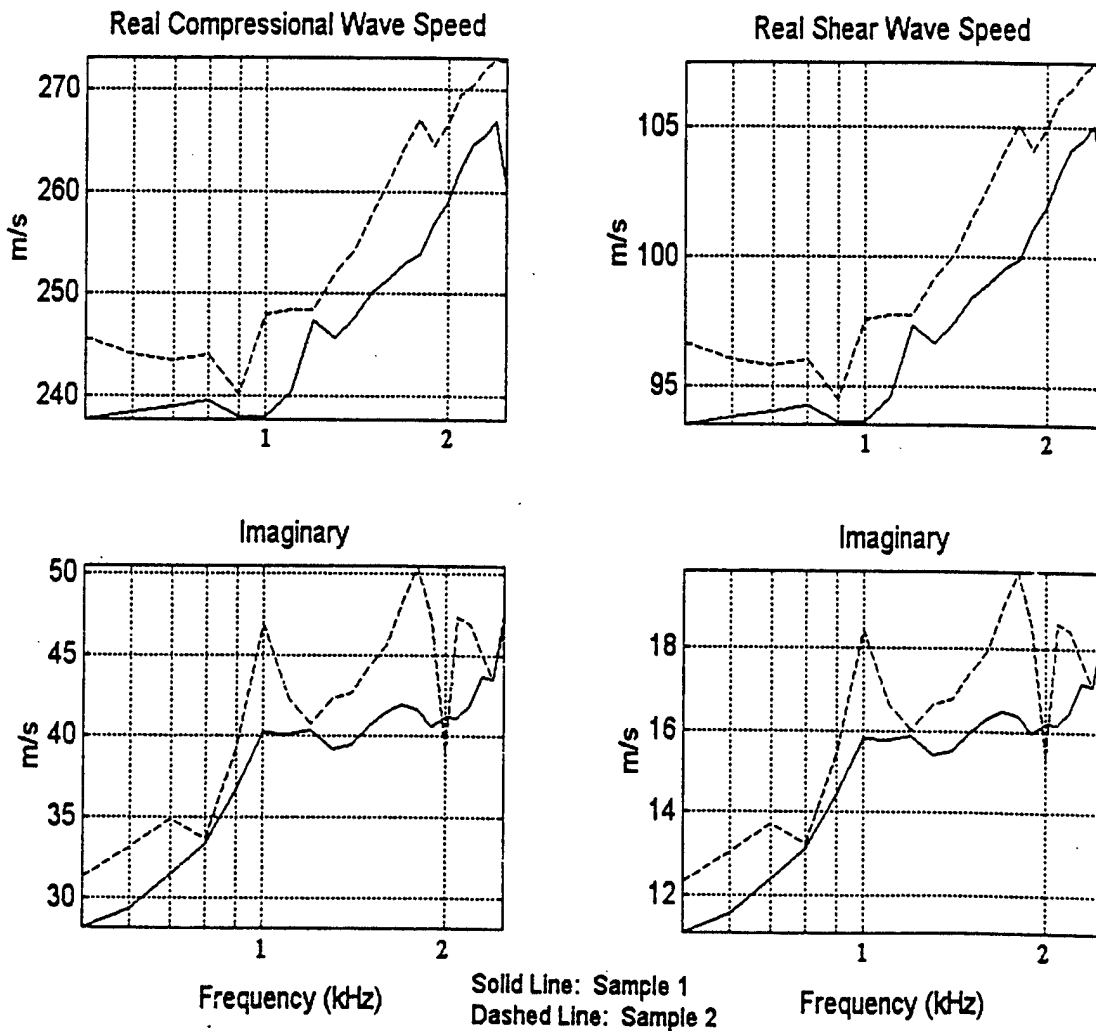 Real Compressional Wave Speed
m/s
270
260
250
240
1
2
Real Shear Wave Speed
m/s
105
100
95
1
2
Imaginary
m/s
50
45
40
35
30
1
2
Frequency (kHz)
Imaginary
m/s
18
16
14
12
1
2
Frequency (kHz)
Solid Line: Sample 1
Dashed Line: Sample 2